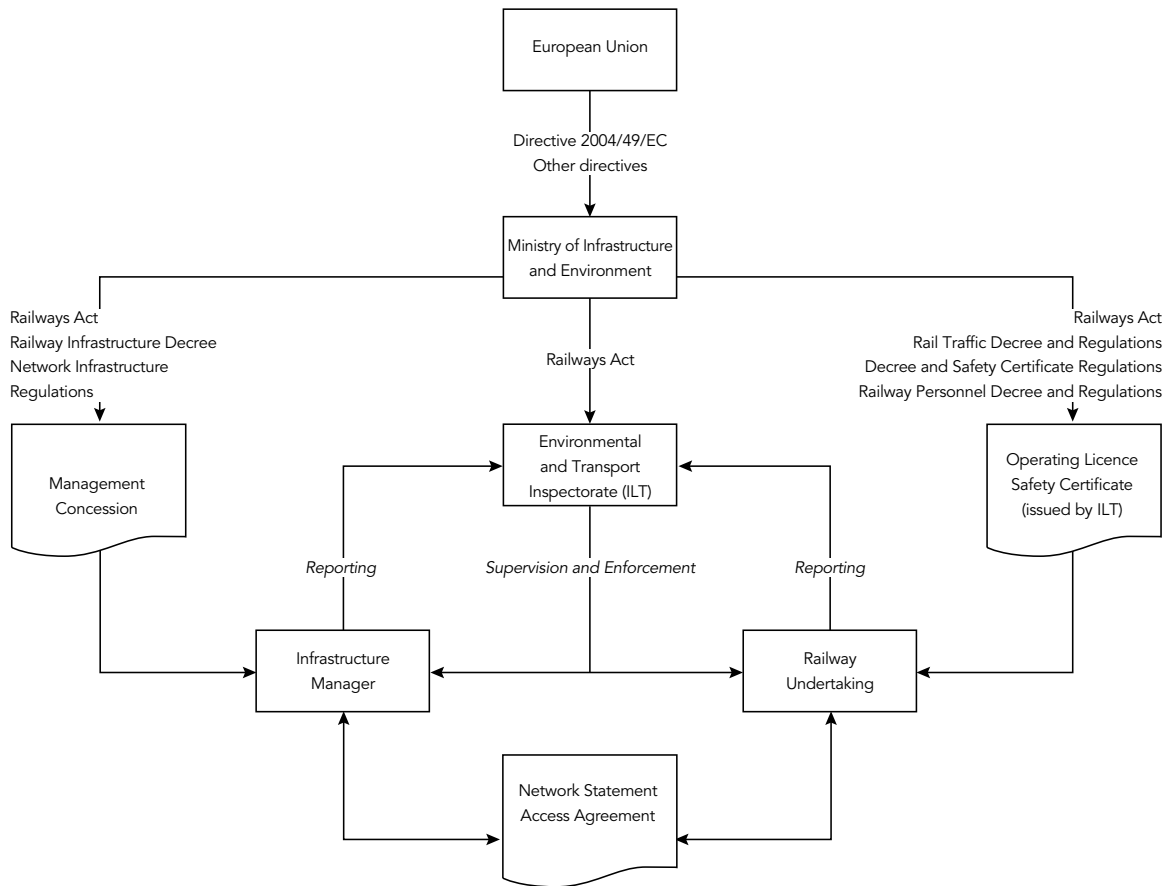 European Union
Directive 2004/49/EC
Other directives
Ministry of Infrastructure
and Environment
Railways Act
Railway Infrastructure Decree
Network Infrastructure
Regulations
Railways Act
Railways Act
Rail Traffic Decree and Regulations
Decree and Safety Certificate Regulations
Railway Personnel Decree and Regulations
Management
Concession
Environmental
and Transport
Inspectorate (ILT)
Operating Licence
Safety Certificate
(issued by ILT)
Reporting
Supervision and Enforcement
Reporting
Infrastructure
Manager
Railway
Undertaking
Network Statement
Access Agreement